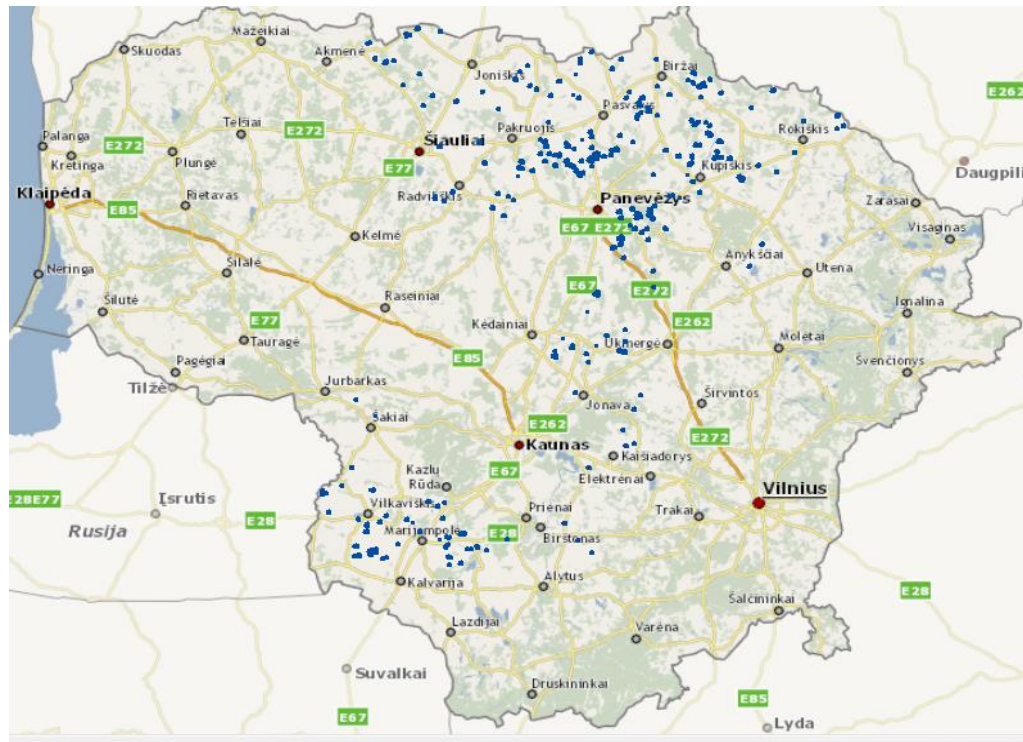 Mažeikiai
Skuodas
Akmenė
Joniškis
Biržai
E262
Pasvalys
Palanga
Telšiai
E272
Pakruojis
Rokiškis
E272
Kretinga
Plungė
Šiauliai
E77
Kupiškis
Daugpili
Klaipėda
Rietavas
Radviliškis
Panevėžys
Zarasai
E85
E67 E272
Visaginas
Kelmė
Neringa
Šilalė
Anykščiai
Utena
E67
E272
Šilutė
Raseiniai
Ignalina
E77
Kėdainiai
E262
Tauragė
Ukmergė
Molėtai
Pagėgiai
E85
Švenčionys
Tilžė
Jurbarkas
Jonava
Širvintos
Šakiai
E262
Kaunas
E272
Kazlų
Rūda
E67
Kaišiadorys
Elektrėnai
Vilnius
E28E77
Įsrutis
Vilkaviškis
Prienai
Trakai
Rusija
E28
Marijampolė
E28
Birštonas
Kalvarija
Alytus
E28
Šalčininkai
Lazdijai
Varėna
Suvalkai
Druskininkai
E85
E67
Lyda